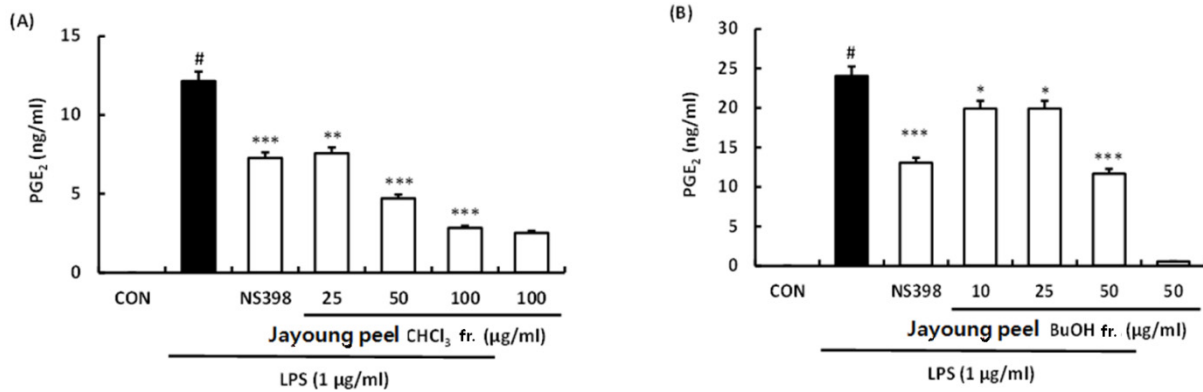 (A)
15
10
5
0
PGE₂ (ng/ml)
#
***
**
***
***
CON
NS398
25
50
100
100
Jayoung peel CHCl₃ fr. (µg/ml)
LPS (1 µg/ml)
(B)
30
25
20
15
10
5
0
PGE₂ (ng/ml)
#
***
*
*
***
CON
NS398
10
25
50
50
Jayoung peel BuOH fr. (µg/ml)
LPS (1 µg/ml)